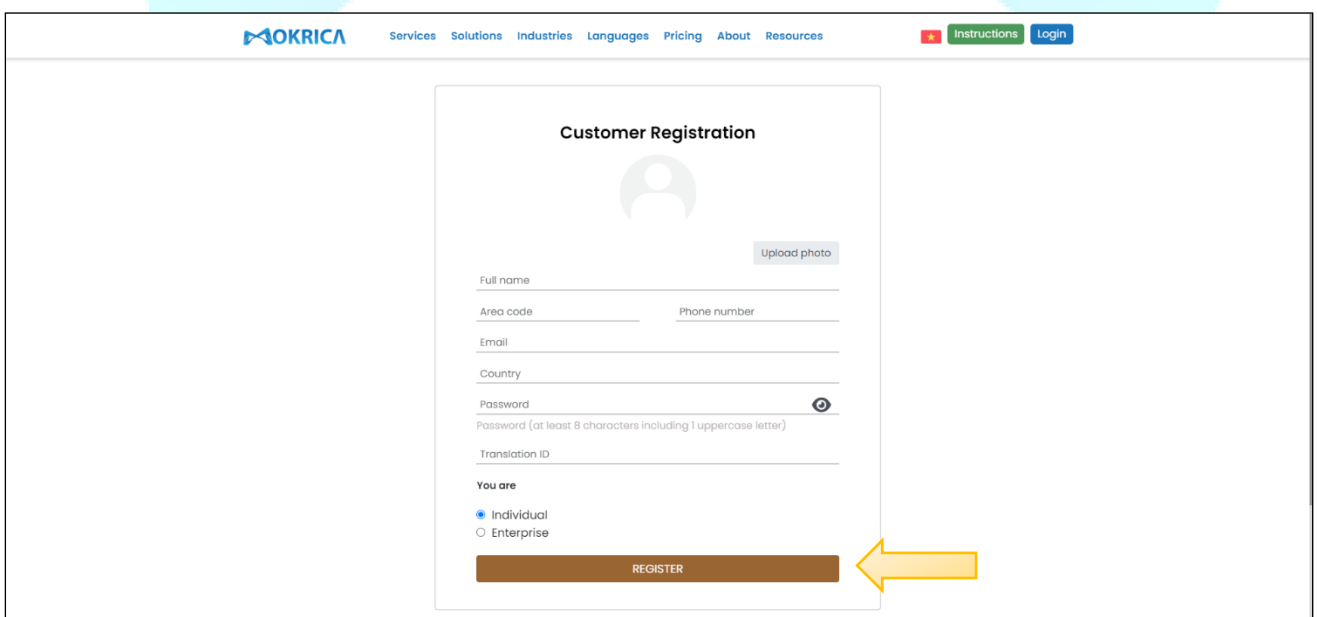 MOKRICA Services Solutions Industries Languages Pricing About Resources Instructions Login
Customer Registration
Upload photo
Full name
Area code Phone number
Email
Country
Password
Password (at least 8 characters including 1 uppercase letter)
Translation ID
You are
Individual
Enterprise
REGISTER